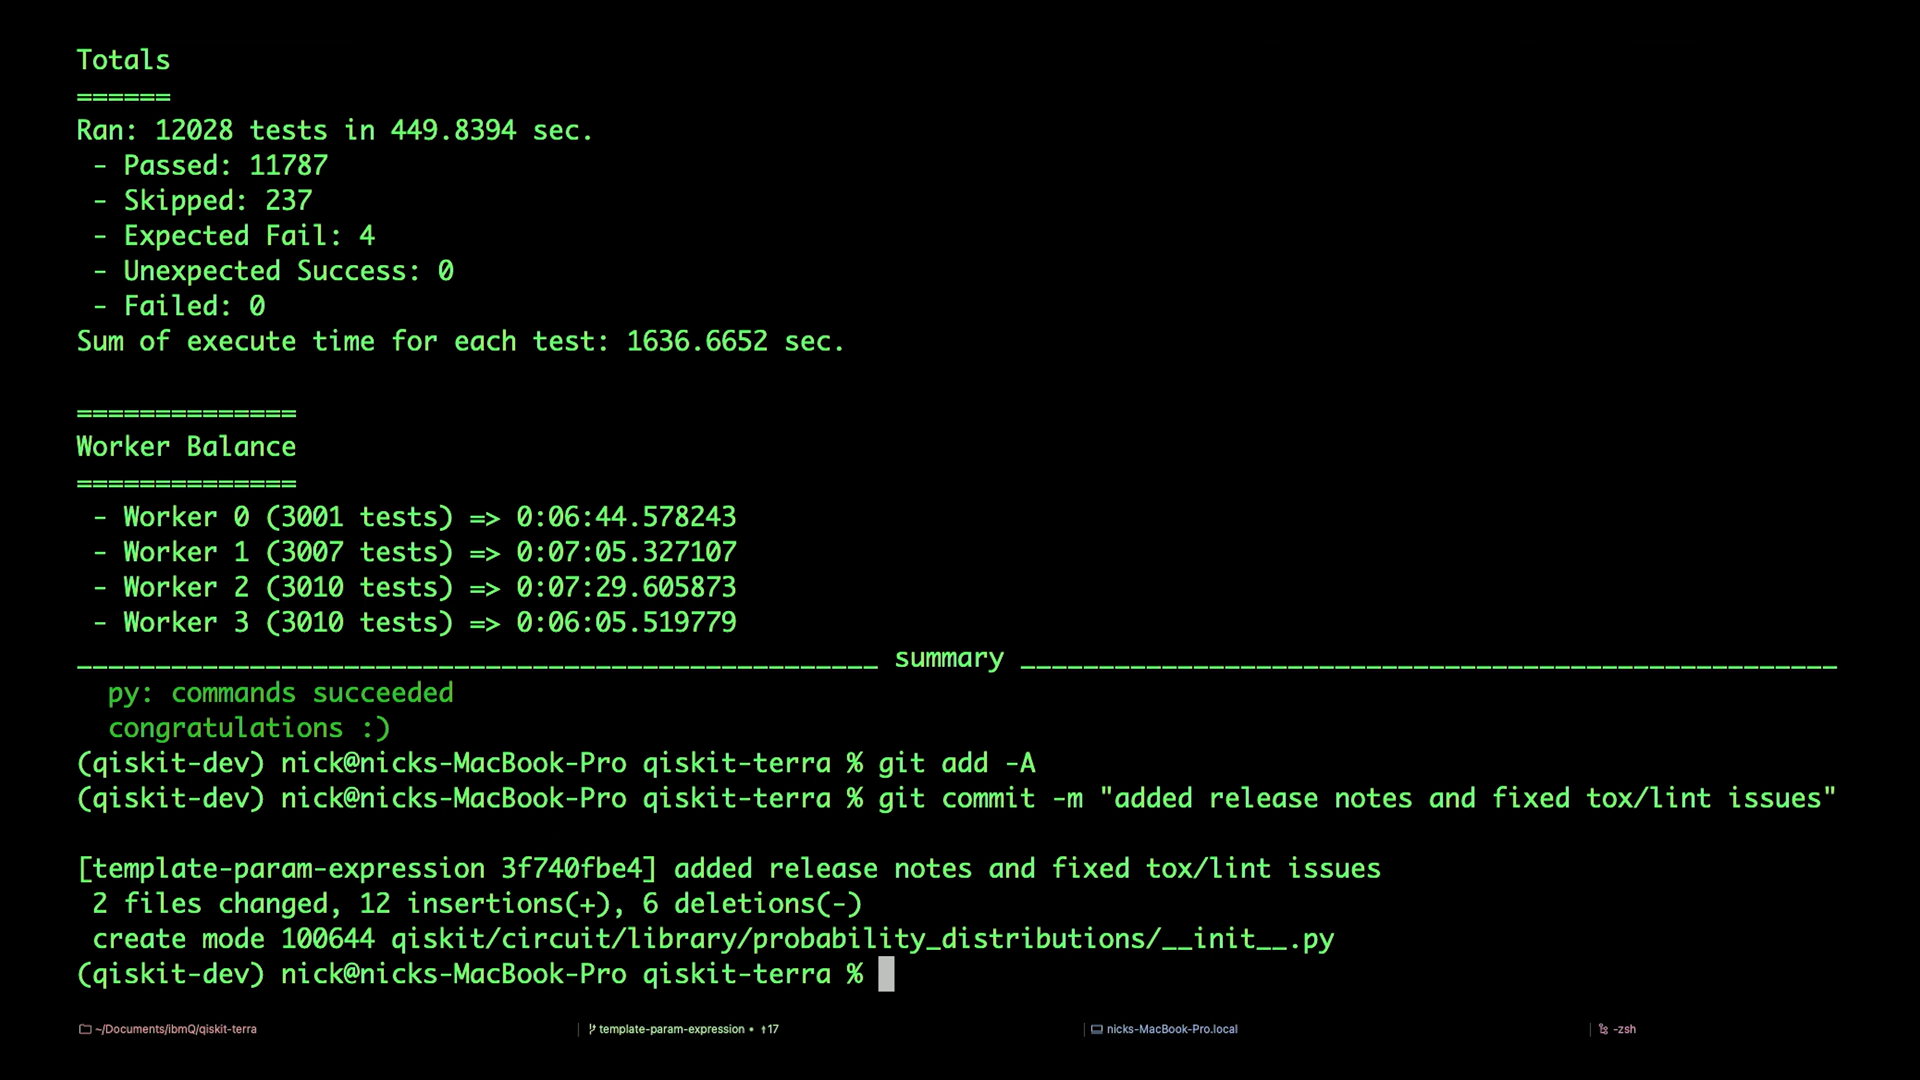 Totals
======
Ran: 12028 tests in 449.8394 sec.
 - Passed: 11787
 - Skipped: 237
 - Expected Fail: 4
 - Unexpected Success: 0
 - Failed: 0
Sum of execute time for each test: 1636.6652 sec.
==============
Worker Balance
==============
 - Worker 0 (3001 tests) => 0:06:44.578243
 - Worker 1 (3007 tests) => 0:07:05.327107
 - Worker 2 (3010 tests) => 0:07:29.605873
 - Worker 3 (3010 tests) => 0:06:05.519779
___________________________________________________ summary ____________________________________________________
  py: commands succeeded
  congratulations :)
(qiskit-dev) nick@nicks-MacBook-Pro qiskit-terra % git add -A
(qiskit-dev) nick@nicks-MacBook-Pro qiskit-terra % git commit -m "added release notes and fixed tox/lint issues"
[template-param-expression 3f740fbe4] added release notes and fixed tox/lint issues
 2 files changed, 12 insertions(+), 6 deletions(-)
 create mode 100644 qiskit/circuit/library/probability_distributions/__init__.py
(qiskit-dev) nick@nicks-MacBook-Pro qiskit-terra %
~/Documents/ibmQ/qiskit-terra template-param-expression • ↑17 nicks-MacBook-Pro.local -zsh